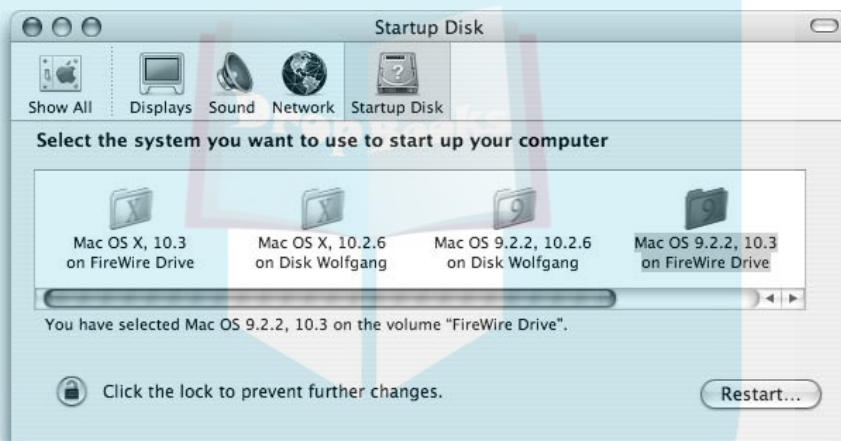 Startup Disk
Show All Displays Sound Network Startup Disk
DropBooks
Select the system you want to use to start up your computer
Mac OS X, 10.3
on FireWire Drive
Mac OS X, 10.2.6
on Disk Wolfgang
Mac OS 9.2.2, 10.2.6
on Disk Wolfgang
Mac OS 9.2.2, 10.3
on FireWire Drive
You have selected Mac OS 9.2.2, 10.3 on the volume “FireWire Drive”.
Click the lock to prevent further changes.
Restart...